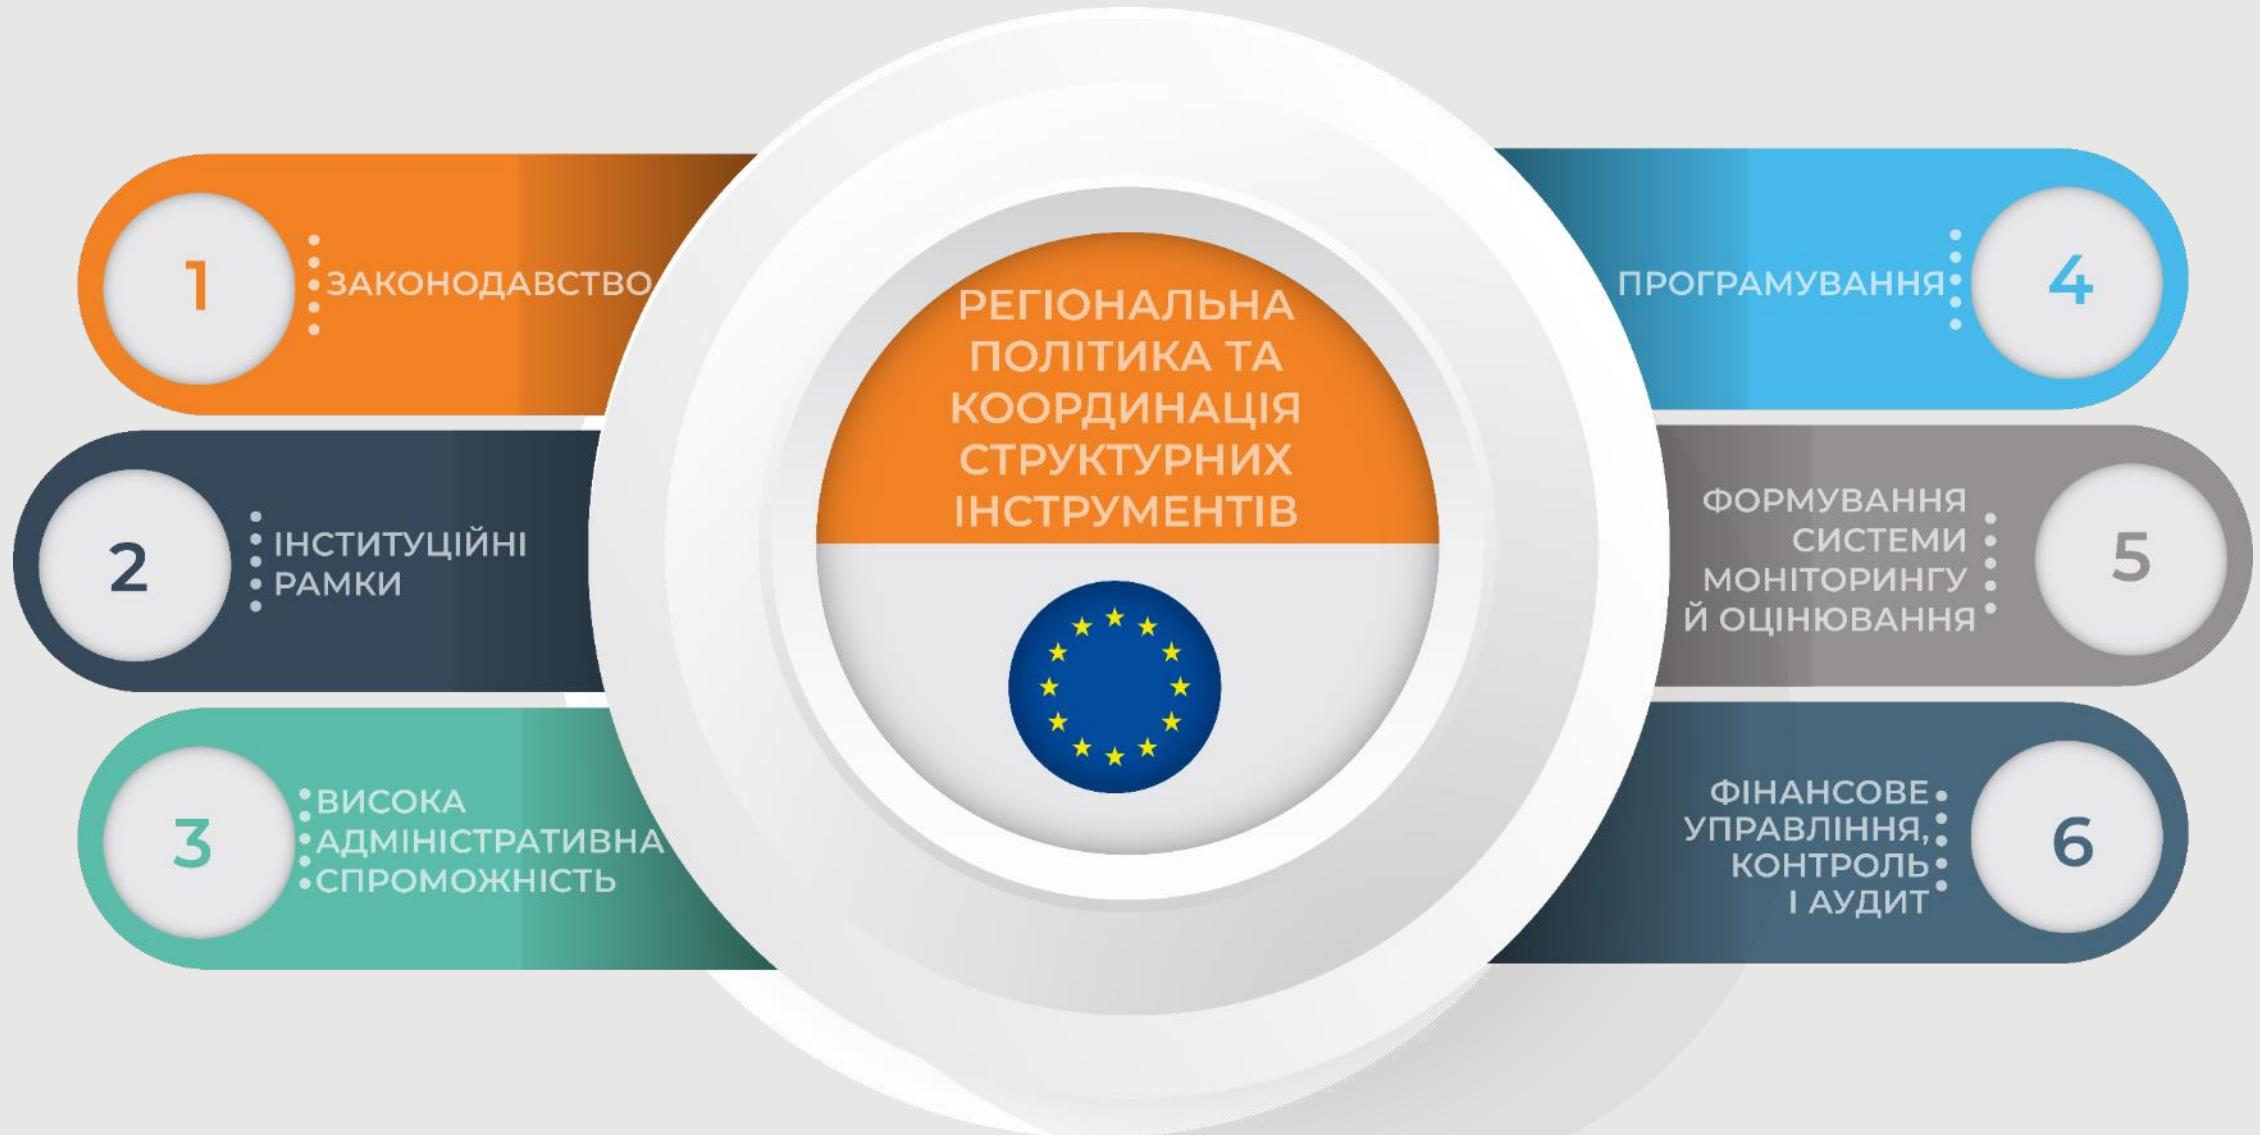 1
ЗАКОНОДАВСТВО
2
ІНСТИТУЦІЙНІ
РАМКИ
3
ВИСОКА
АДМІНІСТРАТИВНА
СПРОМОЖНІСТЬ
РЕГІОНАЛЬНА
ПОЛІТИКА ТА
КООРДИНАЦІЯ
СТРУКТУРНИХ
ІНСТРУМЕНТІВ
ПРОГРАМУВАННЯ
4
ФОРМУВАННЯ
СИСТЕМИ
МОНІТОРИНГУ
Й ОЦІНЮВАННЯ
5
ФІНАНСОВЕ
УПРАВЛІННЯ,
КОНТРОЛЬ
І АУДИТ
6